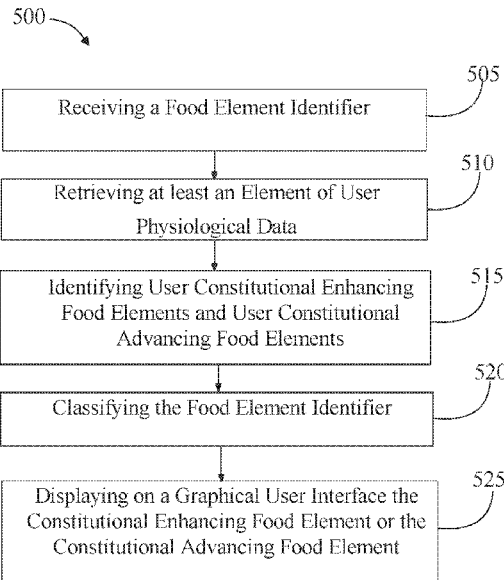 500
505
Receiving a Food Element Identifier
510
Retrieving at least an Element of User
Physiological Data
515
Identifying User Constitutional Enhancing
Food Elements and User Constitutional
Advancing Food Elements
520
Classifying the Food Element Identifier
525
Displaying on a Graphical User Interface the
Constitutional Enhancing Food Element or the
Constitutional Advancing Food Element